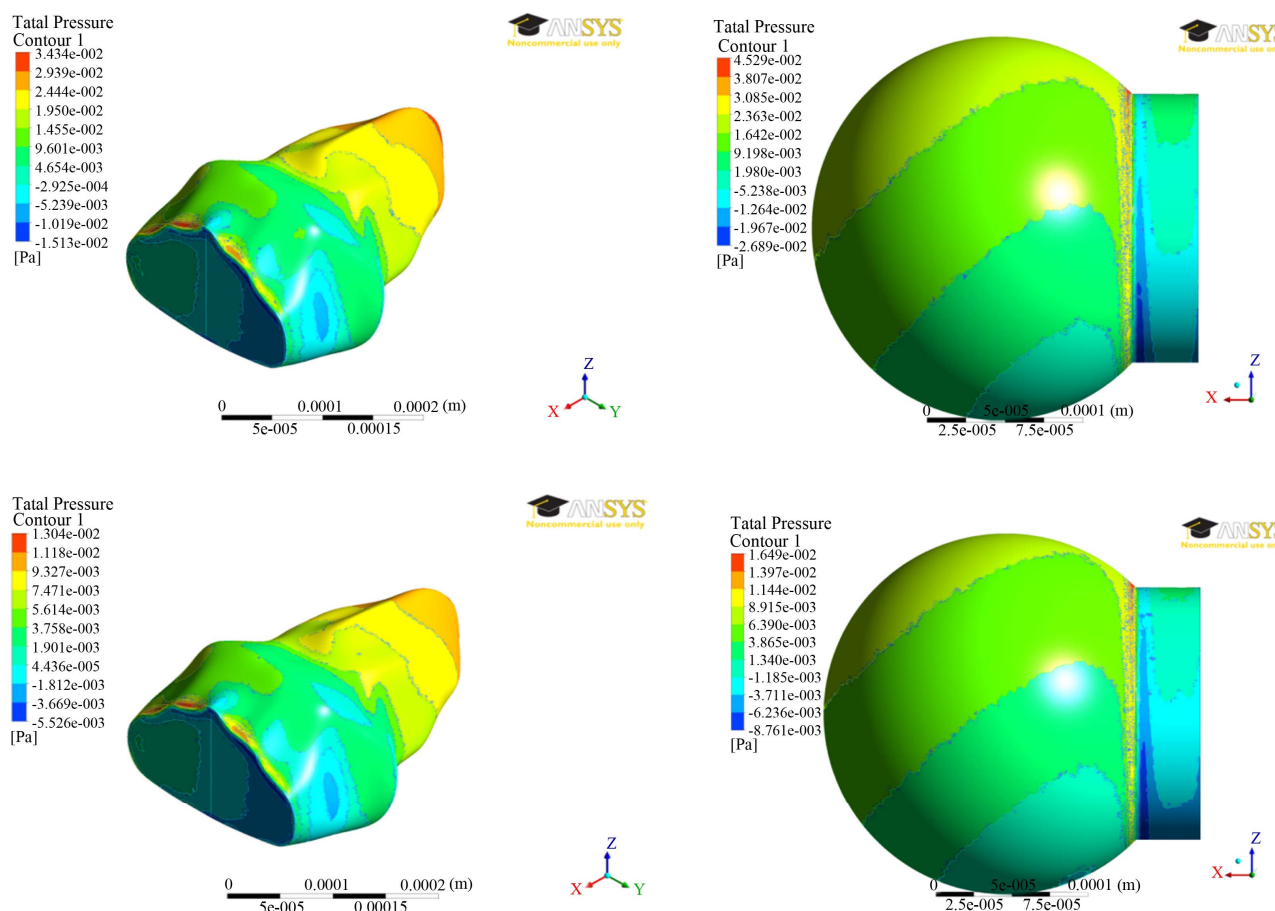 Tatal Pressure
Contour 1
3.434e-002
2.939e-002
2.444e-002
1.950e-002
1.455e-002
9.601e-003
4.654e-003
-2.925e-004
-5.239e-003
-1.019e-002
-1.513e-002
[Pa]
ANSYS
Noncommercial use only
0 0.0001 0.0002 (m)
5e-005 0.00015
Z
X Y
Tatal Pressure
Contour 1
4.529e-002
3.807e-002
3.085e-002
2.363e-002
1.642e-002
9.198e-003
1.980e-003
-5.238e-003
-1.264e-002
-1.967e-002
-2.689e-002
[Pa]
ANSYS
Noncommercial use only
0 5e-005 0.0001 (m)
2.5e-005 7.5e-005
Z
X
Tatal Pressure
Contour 1
1.304e-002
1.118e-002
9.327e-003
7.471e-003
5.614e-003
3.758e-003
1.901e-003
4.436e-005
-1.812e-003
-3.669e-003
-5.526e-003
[Pa]
ANSYS
Noncommercial use only
0 0.0001 0.0002 (m)
5e-005 0.00015
Z
X Y
Tatal Pressure
Contour 1
1.649e-002
1.397e-002
1.144e-002
8.915e-003
6.390e-003
3.865e-003
1.340e-003
-1.185e-003
-3.711e-003
-6.236e-003
-8.761e-003
[Pa]
ANSYS
Noncommercial use only
0 5e-005 0.0001 (m)
2.5e-005 7.5e-005
Z
X